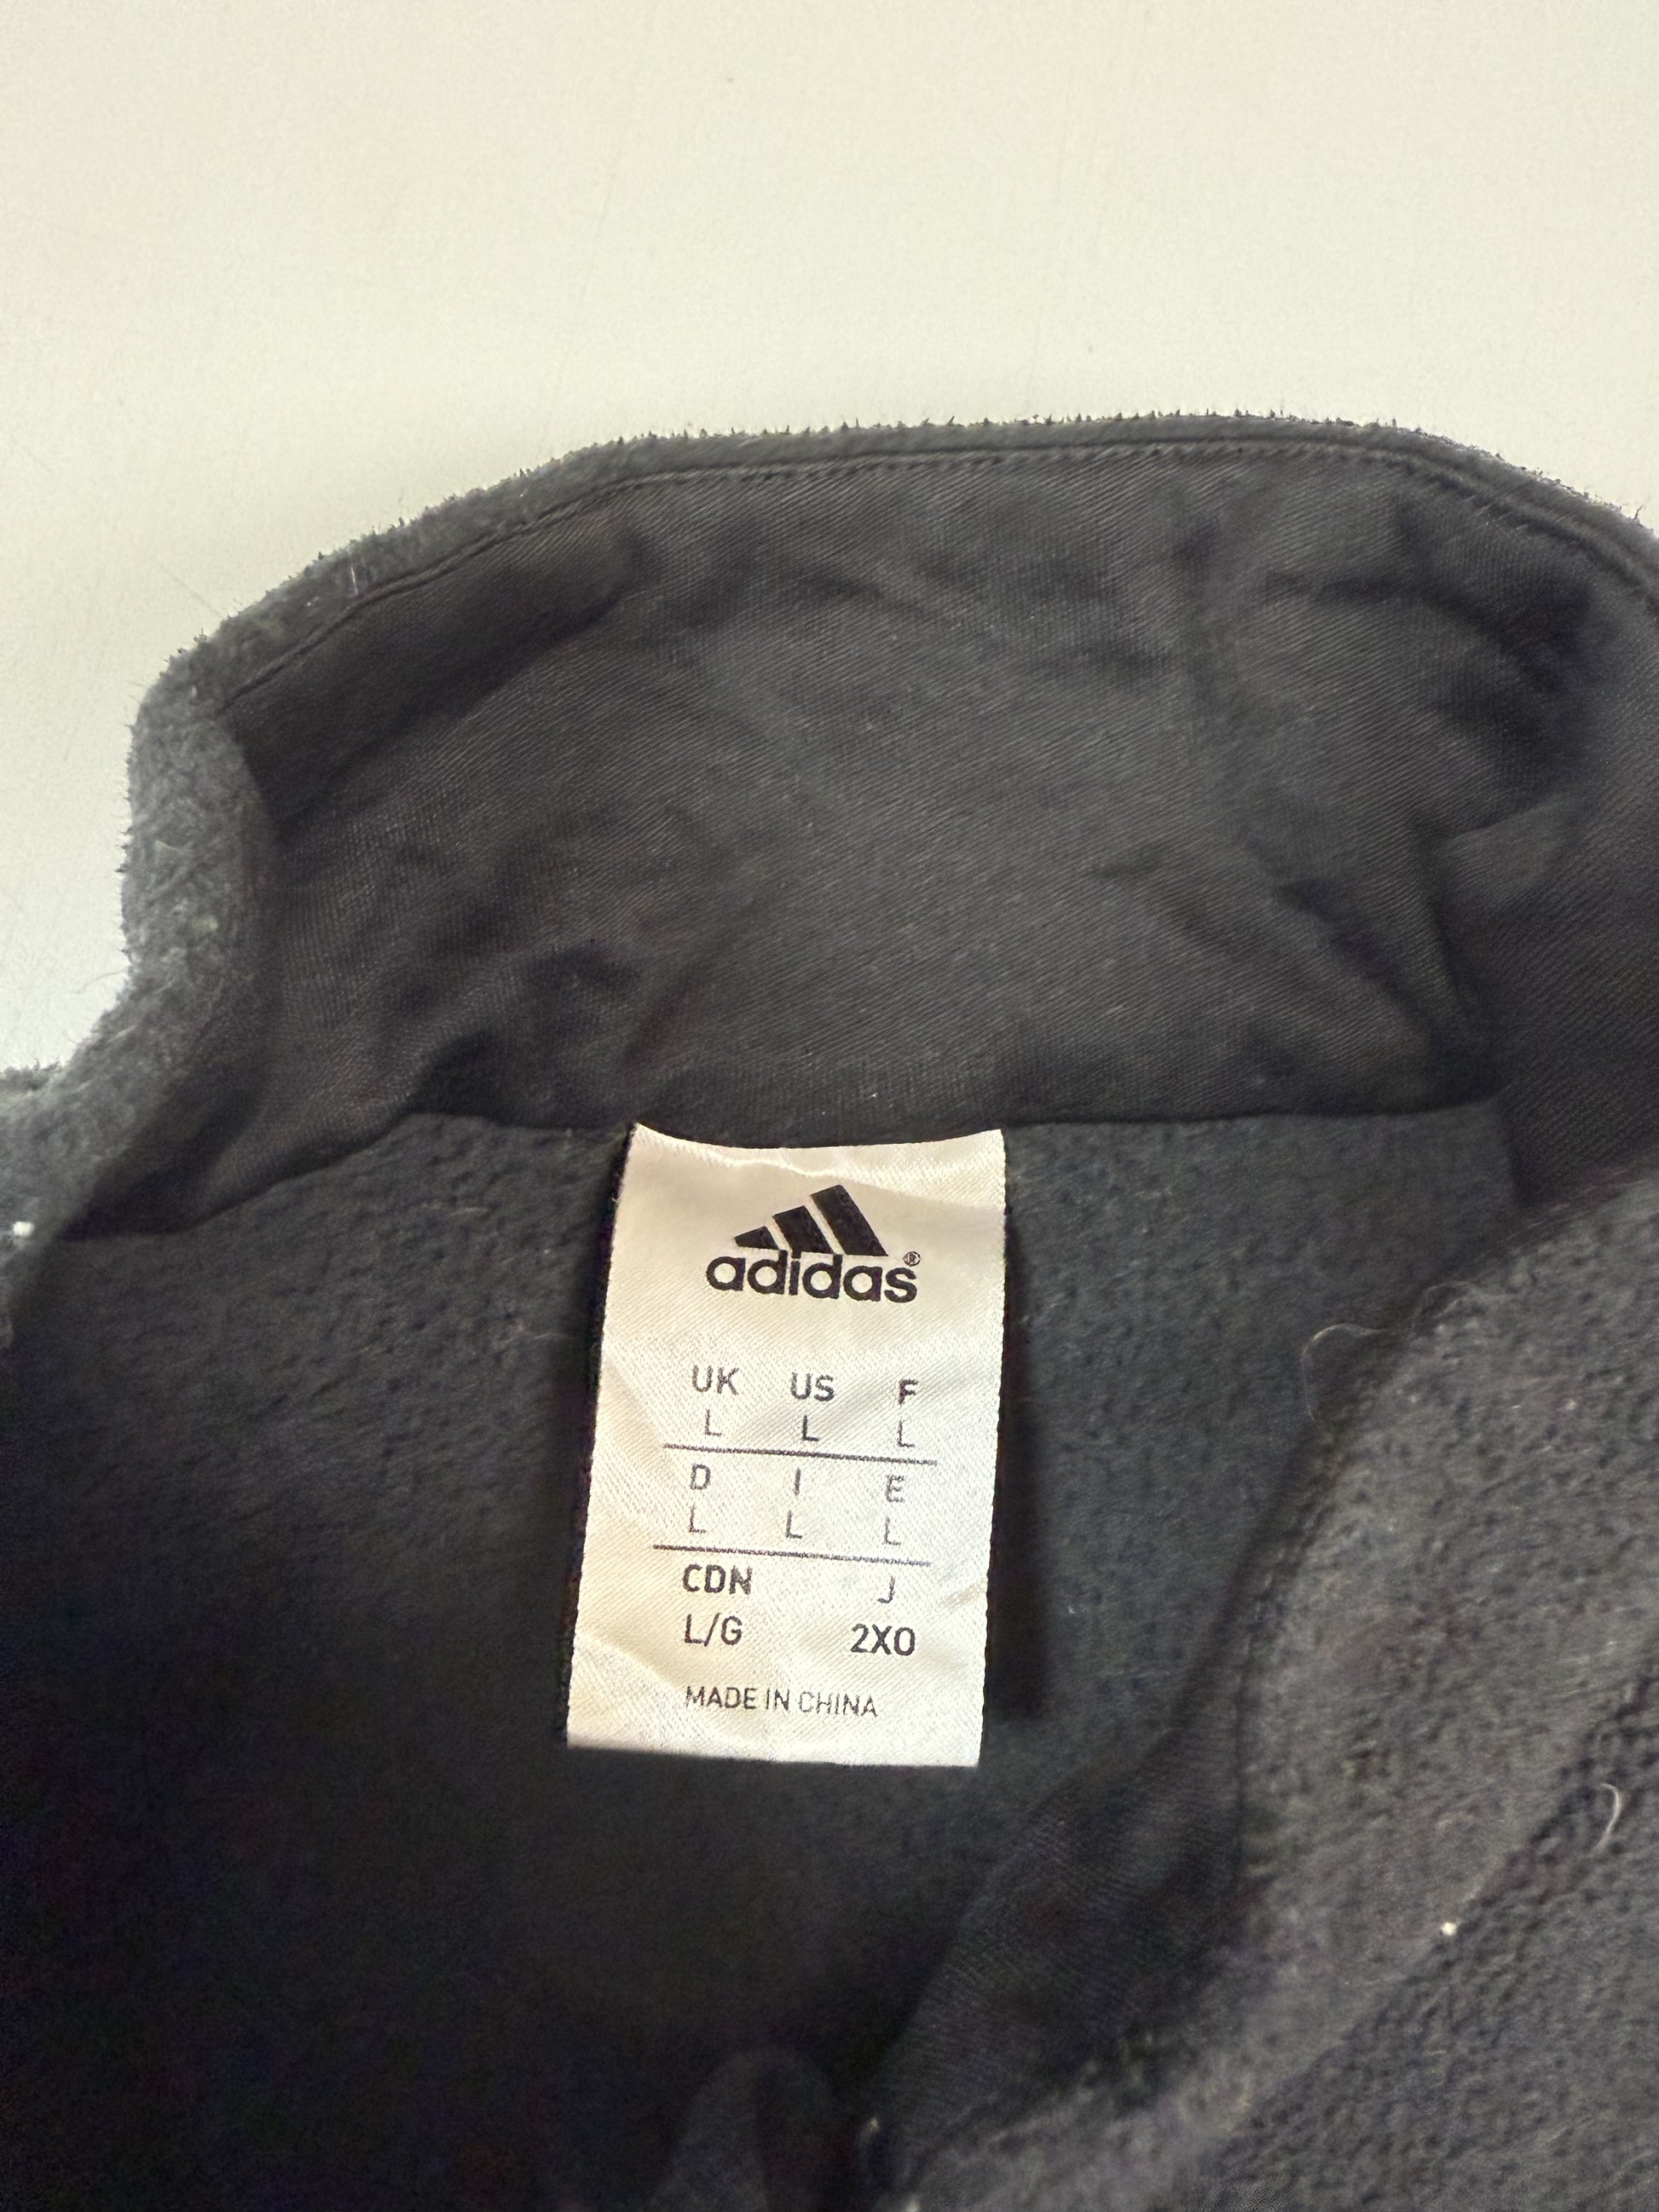 adidas®
UK US F
L L L
D I E
L L L
CDN J
L/G 2XO
MADE IN CHINA